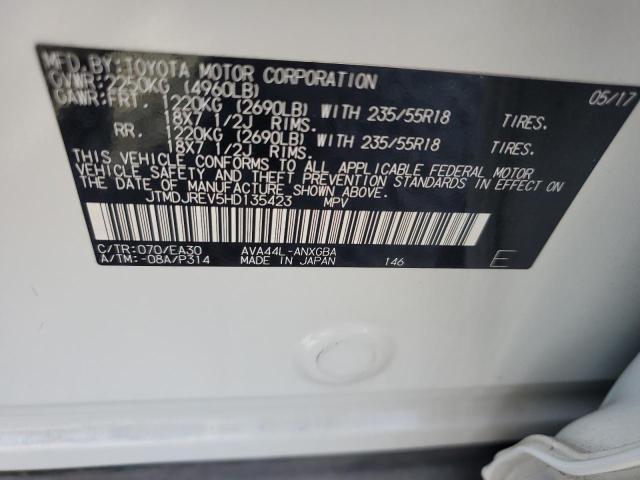 MFD.BY:TOYOTA MOTOR CORPORATION 05/17
GVWR:2250KG (4960LB)
GAWR:FRT. 1220KG (2690LB) WITH 235/55R18 TIRES.
18X7 1/2J RIMS.
RR. 1220KG (2690LB) WITH 235/55R18 TIRES.
18X7 1/2J RIMS.
THIS VEHICLE CONFORMS TO ALL APPLICABLE FEDERAL MOTOR
VEHICLE SAFETY STANDARDS IN EFFECT ON THE DATE
OF MANUFACTURE SHOWN ABOVE.
JTMDJREV5HD135423 MPV
C/TR:070/EA30 AVA44L-ANXGBA
A/TM:-08A/P314 MADE IN JAPAN 146 E